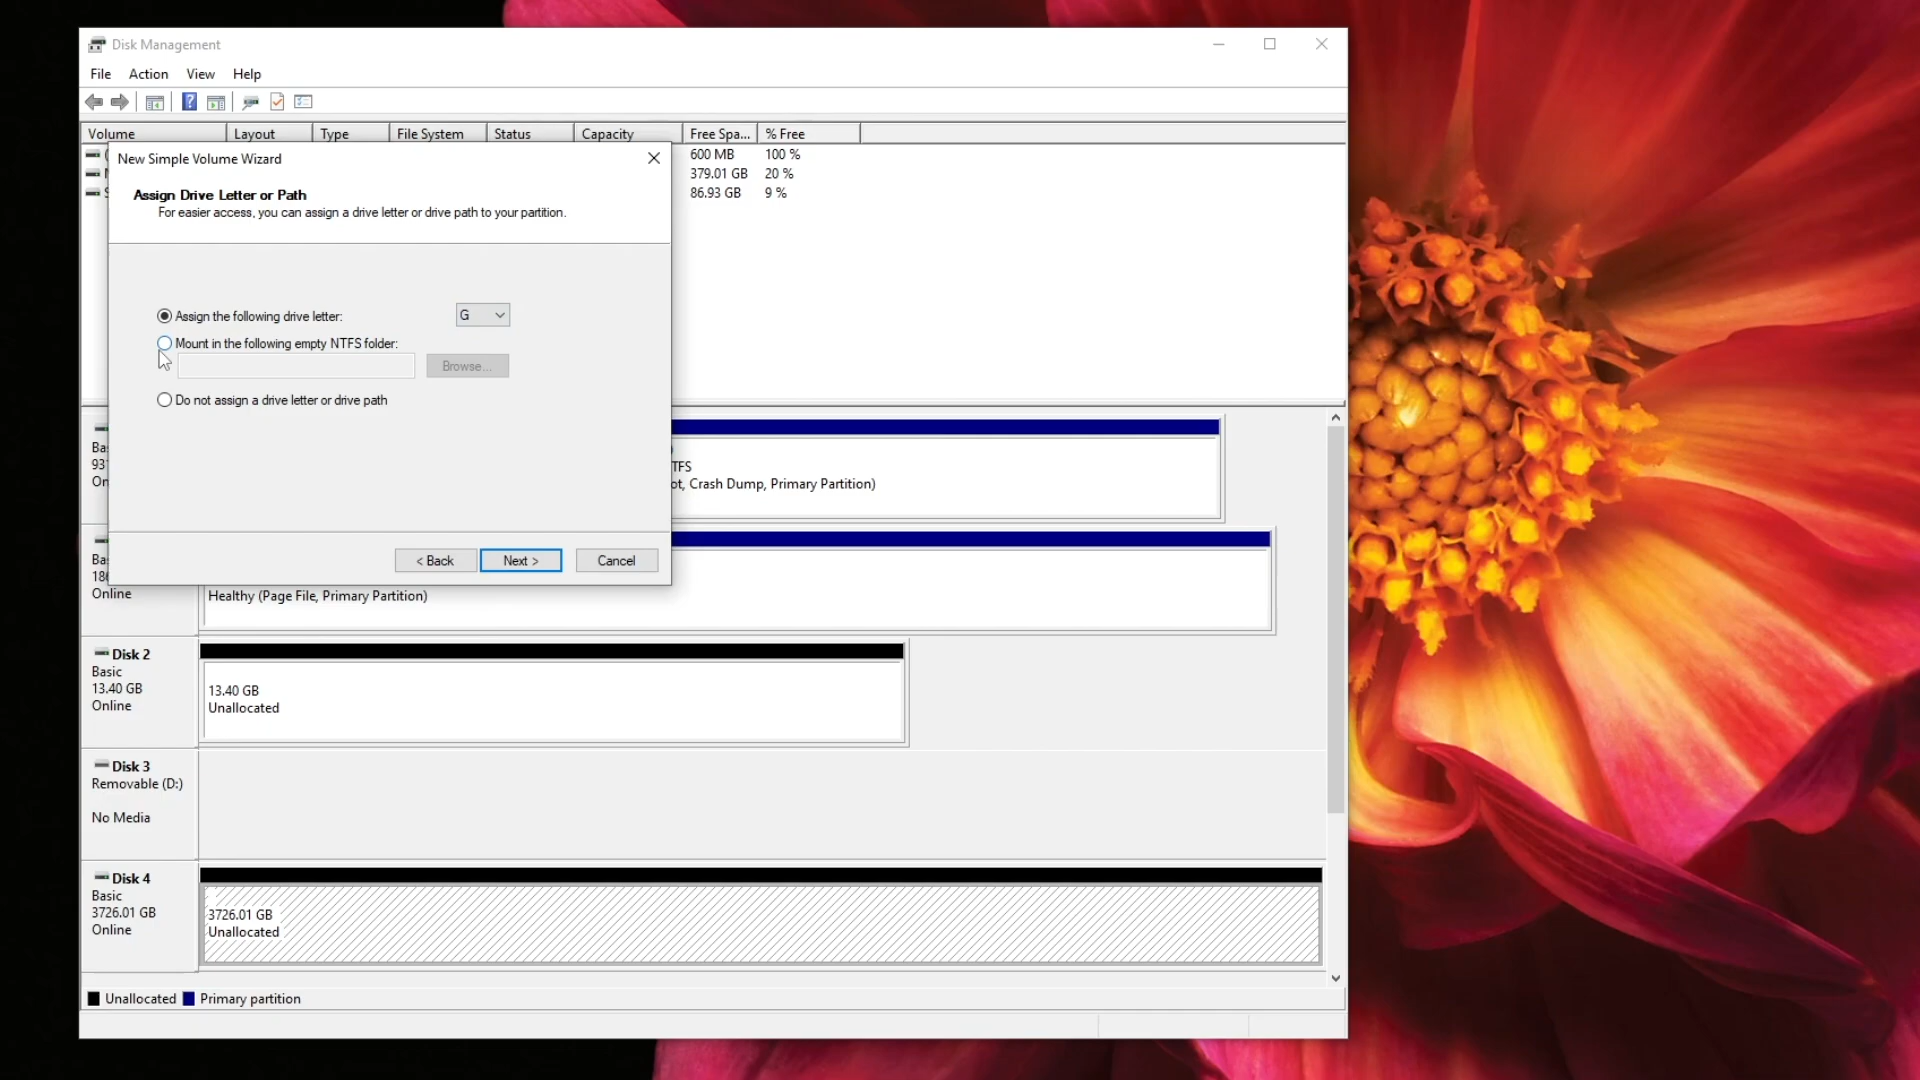 Disk Management
File Action View Help
Volume Layout Type File System Status Capacity Free Spa... % Free
600 MB 100 %
379.01 GB 20 %
86.93 GB 9 %
New Simple Volume Wizard
Assign Drive Letter or Path
For easier access, you can assign a drive letter or drive path to your partition.
Assign the following drive letter: G
Mount in the following empty NTFS folder:
Browse...
Do not assign a drive letter or drive path
< Back Next > Cancel
TFS
ot, Crash Dump, Primary Partition)
Online
Healthy (Page File, Primary Partition)
Disk 2
Basic
13.40 GB
Online
13.40 GB
Unallocated
Disk 3
Removable (D:)
No Media
Disk 4
Basic
3726.01 GB
Online
3726.01 GB
Unallocated
Unallocated Primary partition